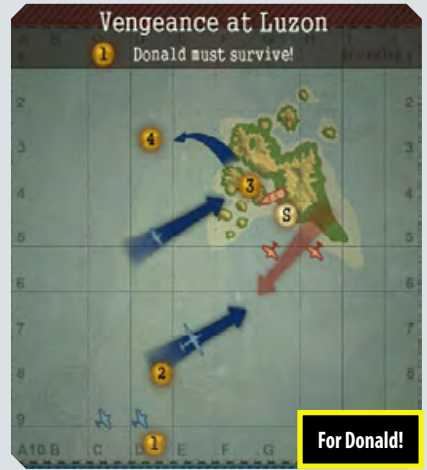 Vengeance at Luzon
1 Donald must survive!
2 2
3 4 3
4 3 4
S
5 5
6 6
7 7
8 2 8
9
1
A10 B C D E F G
For Donald!